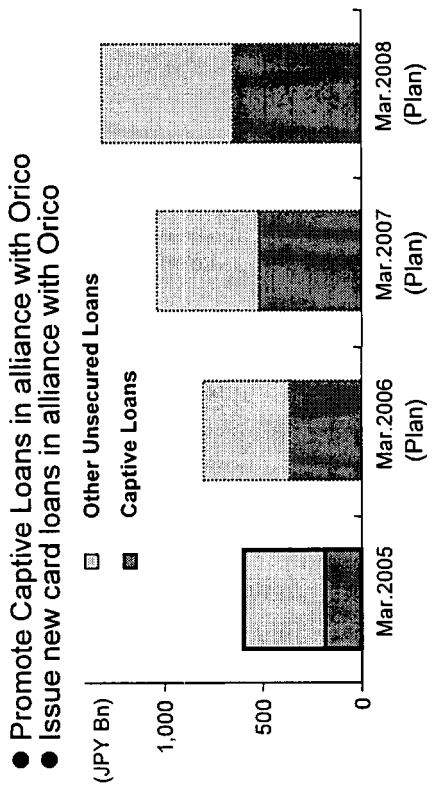 ● Promote Captive Loans in alliance with Orico
● Issue new card loans in alliance with Orico
(JPY Bn)
Other Unsecured Loans
Captive Loans
1,000
500
0
Mar.2005
Mar.2006
(Plan)
Mar.2007
(Plan)
Mar.2008
(Plan)